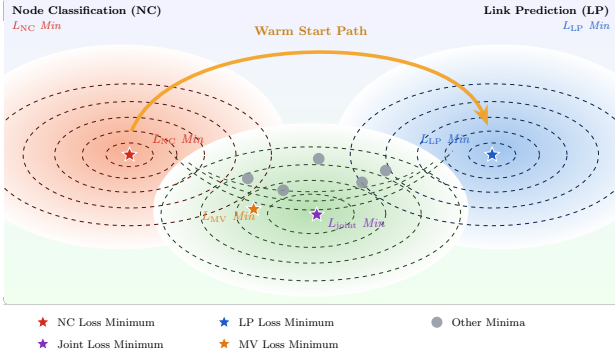 Node Classification (NC)
Link Prediction (LP)
L_NC Min
L_LP Min
Warm Start Path
L_NC Min
L_LP Min
L_MV Min
L_joint Min
NC Loss Minimum
LP Loss Minimum
Other Minima
Joint Loss Minimum
MV Loss Minimum